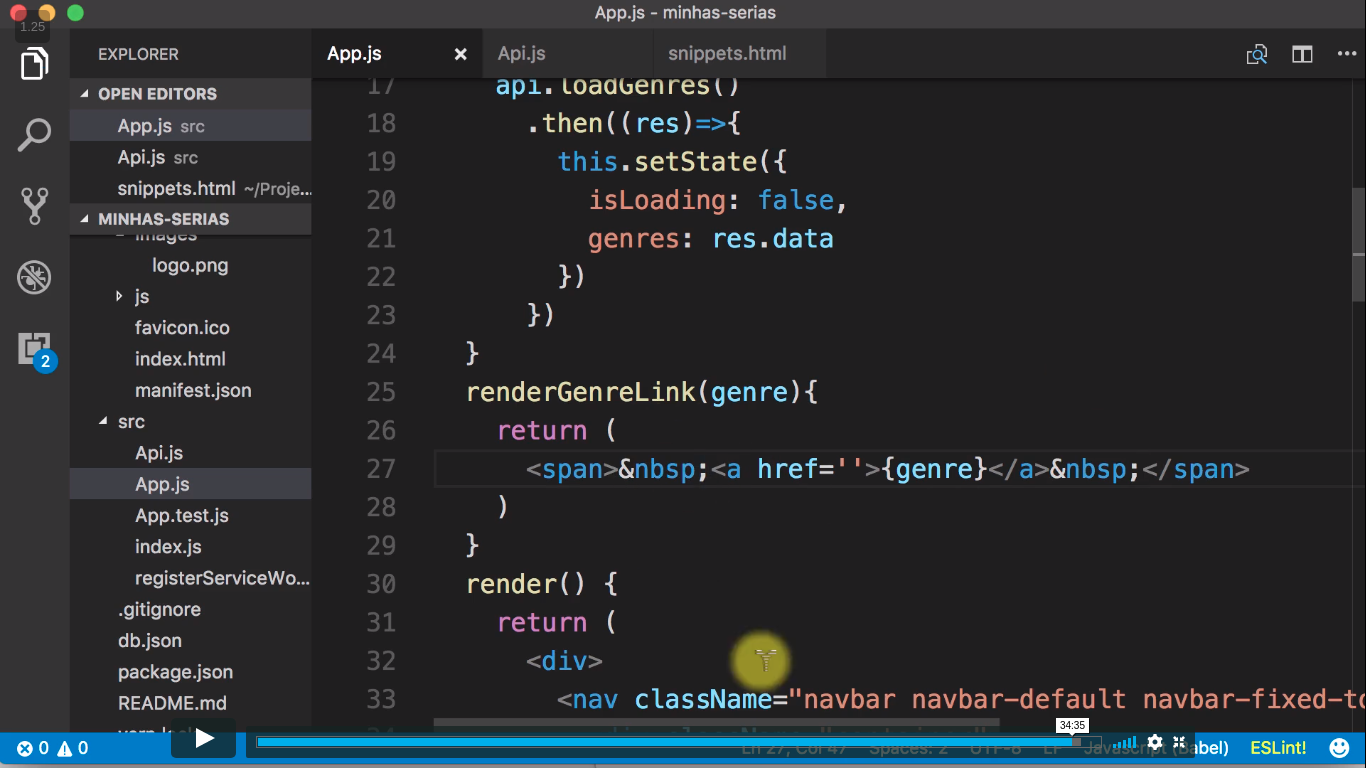 App.js - minhas-serias
1.25
EXPLORER
App.js
Api.js
snippets.html
OPEN EDITORS
App.js src
Api.js src
snippets.html ~/Proje...
MINHAS-SERIAS
images
logo.png
js
favicon.ico
index.html
manifest.json
src
Api.js
App.js
App.test.js
index.js
registerServiceWo...
.gitignore
db.json
package.json
README.md
yarn.lock
2
17 api.loadGenres()
18 .then((res)=>{
19 this.setState({
20 isLoading: false,
21 genres: res.data
22 })
23 })
24 }
25 renderGenreLink(genre){
26 return (
27 <span>&nbsp;<a href=''>{genre}</a>&nbsp;</span>
28 )
29 }
30 render() {
31 return (
32 <div>
33 <nav className="navbar navbar-default navbar-fixed-to
34:35
0 0
Ln 27, Col 47 Spaces: 2 UTF-8 LF Javascript (Babel) ESLint!